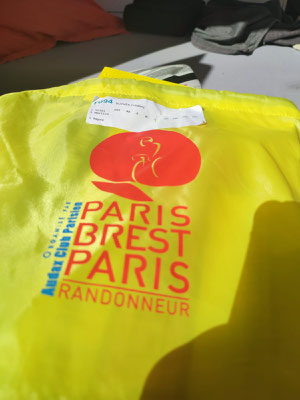 PARIS
BREST
PARIS
RANDONNEUR
ORGANISÉ PAR
Audax Club Parisien